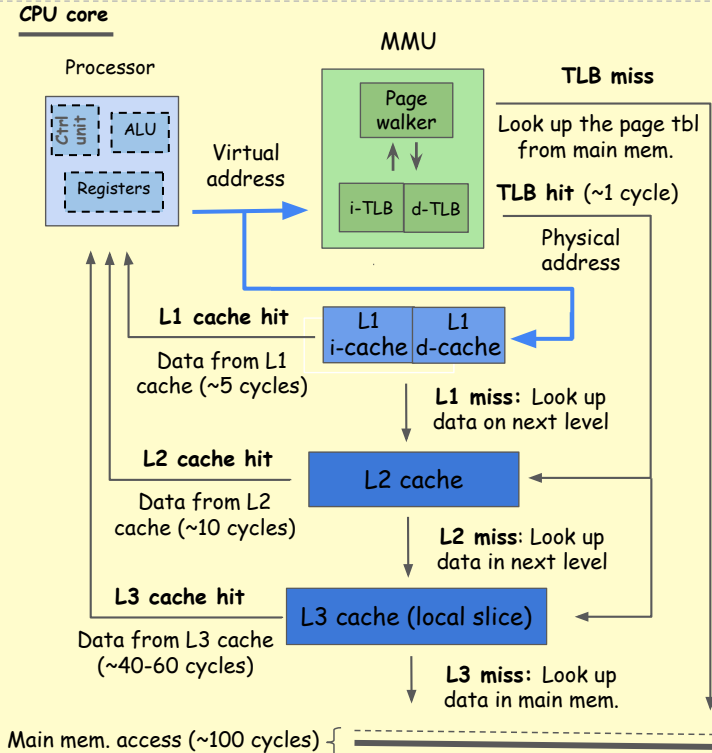 CPU core
Processor
MMU
Ctrl
unit
ALU
Registers
Page
walker
i-TLB
d-TLB
Virtual
address
TLB miss
Look up the page tbl
from main mem.
TLB hit (~1 cycle)
Physical
address
L1 cache hit
Data from L1
cache (~5 cycles)
L1
i-cache
L1
d-cache
L1 miss: Look up
data on next level
L2 cache hit
Data from L2
cache (~10 cycles)
L2 cache
L2 miss: Look up
data in next level
L3 cache hit
Data from L3 cache
(~40-60 cycles)
L3 cache (local slice)
L3 miss: Look up
data in main mem.
Main mem. access (~100 cycles)